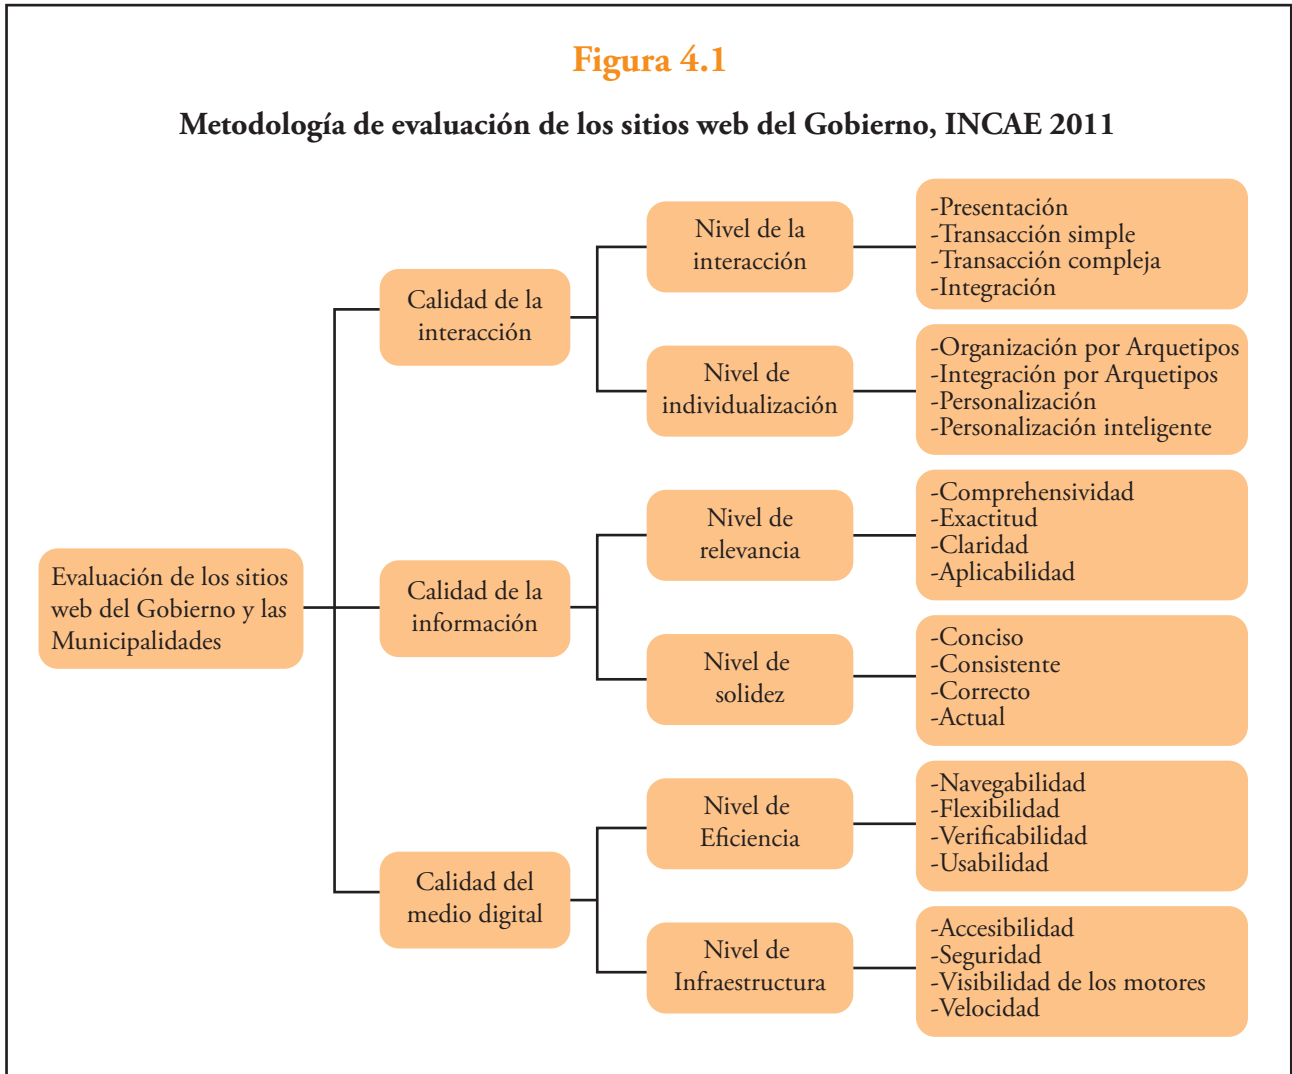 Figura 4.1
Metodología de evaluación de los sitios web del Gobierno, INCAE 2011
Evaluación de los sitios
web del Gobierno y las
Municipalidades
Calidad de la
interacción
Nivel de la
interacción
-Presentación
-Transacción simple
-Transacción compleja
-Integración
Nivel de
individualización
-Organización por Arquetipos
-Integración por Arquetipos
-Personalización
-Personalización inteligente
Calidad de la
información
Nivel de
relevancia
-Comprehensividad
-Exactitud
-Claridad
-Aplicabilidad
Nivel de
solidez
-Conciso
-Consistente
-Correcto
-Actual
Calidad del
medio digital
Nivel de
Eficiencia
-Navegabilidad
-Flexibilidad
-Verificabilidad
-Usabilidad
Nivel de
Infraestructura
-Accesibilidad
-Seguridad
-Visibilidad de los motores
-Velocidad